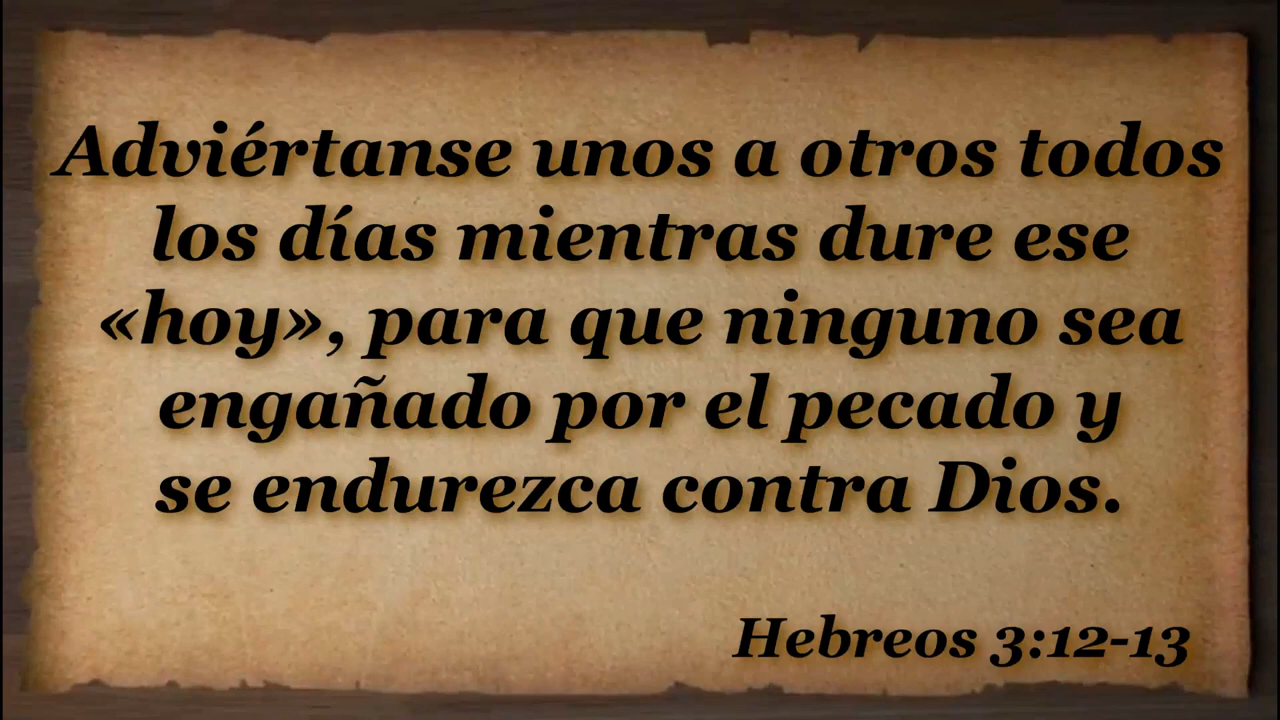 Adviértanse unos a otros todos
los días mientras dure ese
«hoy», para que ninguno sea
engañado por el pecado y
se endurezca contra Dios.
Hebreos 3:12-13